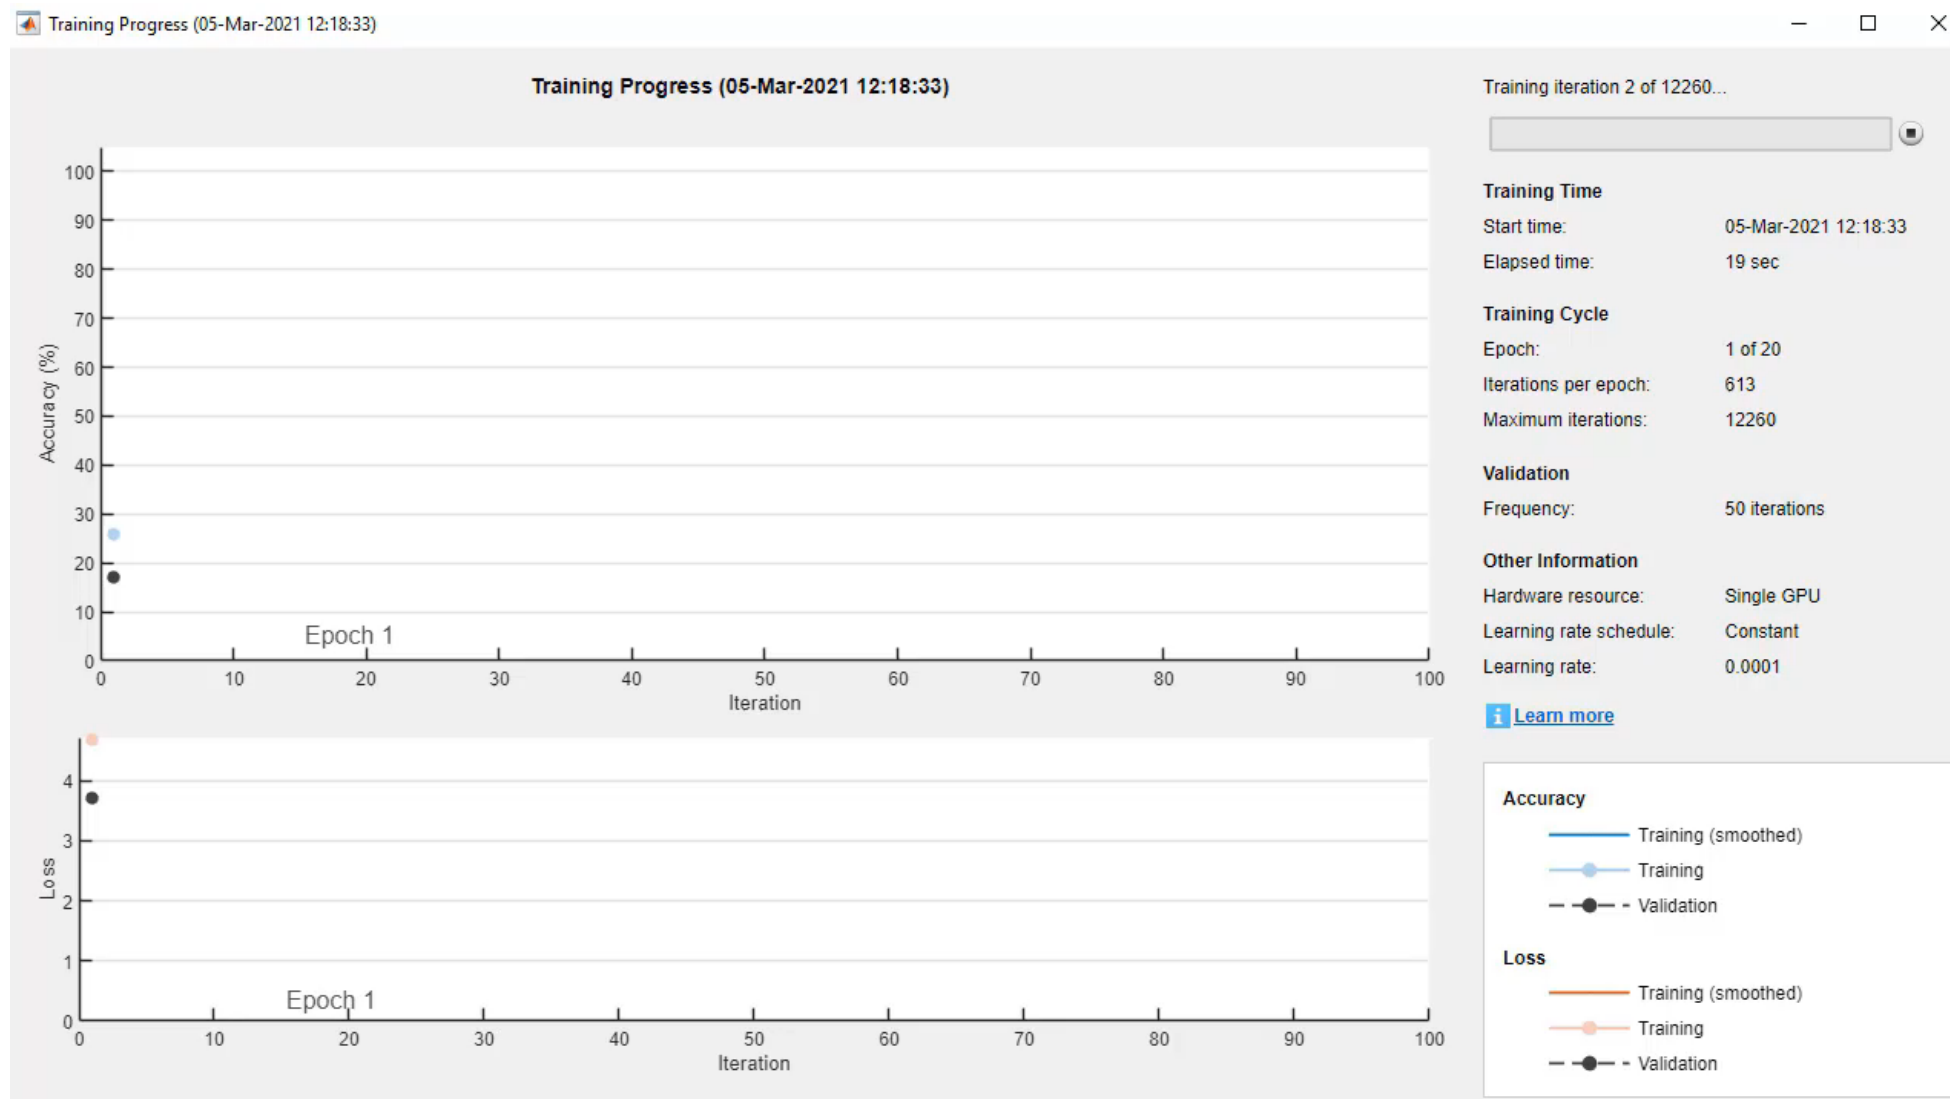 Training Progress (05-Mar-2021 12:18:33)
Training Progress (05-Mar-2021 12:18:33)
100
90
80
70
60
50
40
30
20
10
0
Accuracy (%)
Epoch 1
0 10 20 30 40 50 60 70 80 90 100
Iteration
4
3
2
1
0
Loss
Epoch 1
0 10 20 30 40 50 60 70 80 90 100
Iteration
Training iteration 2 of 12260...
Training Time
Start time: 05-Mar-2021 12:18:33
Elapsed time: 19 sec
Training Cycle
Epoch: 1 of 20
Iterations per epoch: 613
Maximum iterations: 12260
Validation
Frequency: 50 iterations
Other Information
Hardware resource: Single GPU
Learning rate schedule: Constant
Learning rate: 0.0001
i Learn more
Accuracy
Training (smoothed)
Training
Validation
Loss
Training (smoothed)
Training
Validation